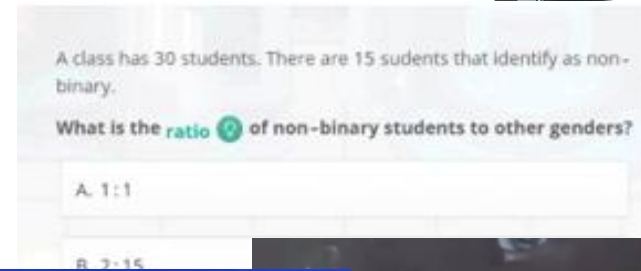 A class has 30 students. There are 15 sudents that identify as non-
binary.
What is the ratio of non-binary students to other genders?
A. 1:1
B. 2:15